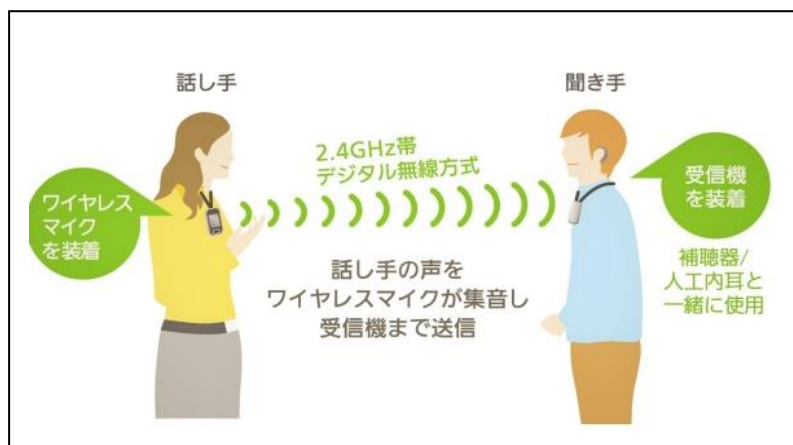 話し手
聞き手
2.4GHz帯
デジタル無線方式
ワイヤレス
マイク
を装着
受信機
を装着
補聴器/
人工内耳と
一緒に使用
話し手の声を
ワイヤレスマイクが集音し
受信機まで送信